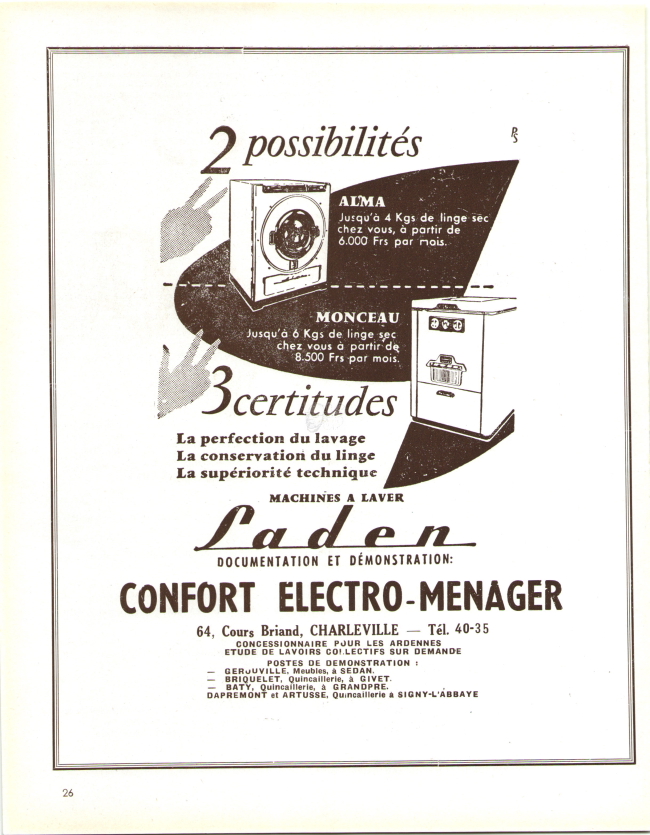 2 possibilités
PS
ALMA
Jusqu'à 4 Kgs de linge sec
chez vous, à partir de
6.000 Frs par mois.
MONCEAU
Jusqu'à 6 Kgs de linge sec
chez vous à partir de
8.500 Frs par mois.
3 certitudes
La perfection du lavage
La conservation du linge
La supériorité technique
MACHINES A LAVER
Laden
DOCUMENTATION ET DÉMONSTRATION:
CONFORT ELECTRO-MENAGER
64, Cours Briand, CHARLEVILLE — Tél. 40-35
CONCESSIONNAIRE POUR LES ARDENNES
ETUDE DE LAVOIRS COLLECTIFS SUR DEMANDE
POSTES DE DEMONSTRATION :
— GEROUVILLE, Meubles, à SEDAN.
— BRIQUELET, Quincaillerie, à GIVET.
— BATY, Quincaillerie, à GRANDPRE.
DAPREMONT et ARTUSSE, Quincaillerie à SIGNY-L'ABBAYE
26